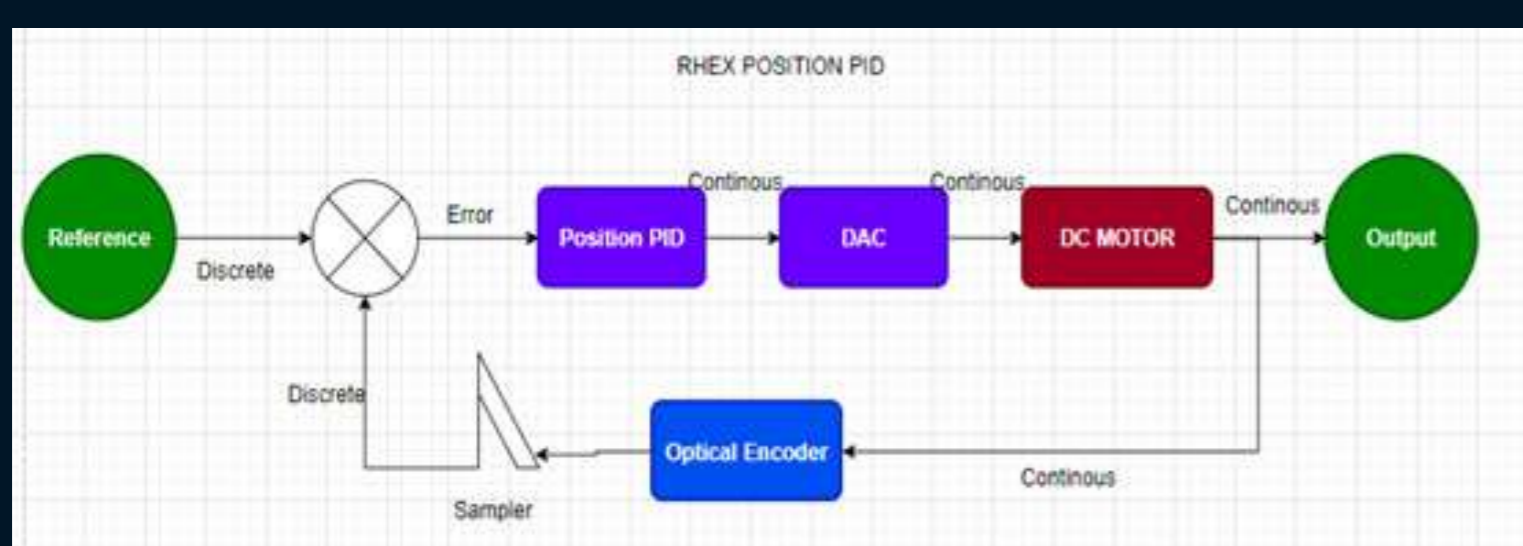 RHEX POSITION PID
Reference
Discrete
Error
Position PID
Continous
DAC
Continous
DC MOTOR
Continous
Output
Discrete
Sampler
Optical Encoder
Continous